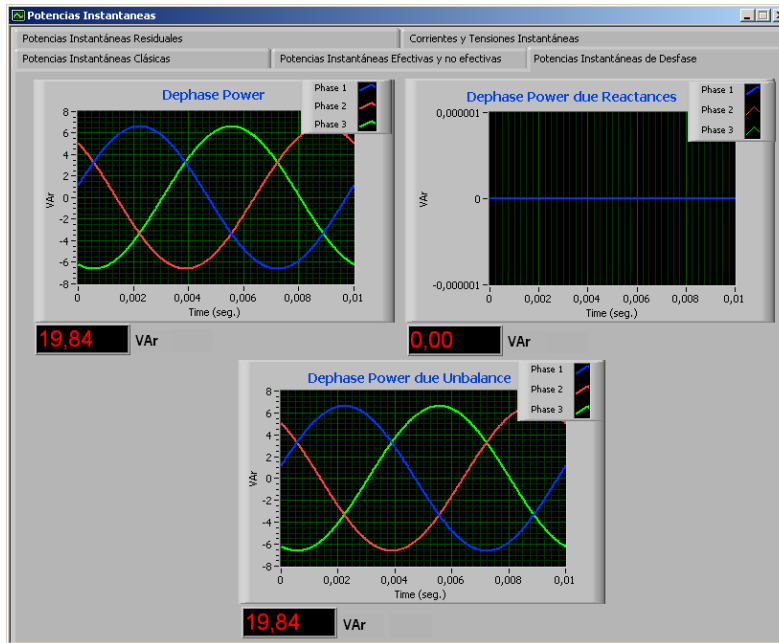 Potencias Instantaneas
Potencias Instantáneas Residuales
Corrientes y Tensiones Instantáneas
Potencias Instantáneas Clásicas
Potencias Instantáneas Efectivas y no efectivas
Potencias Instantáneas de Desfase
Dephase Power
Phase 1
Phase 2
Phase 3
VAr
8
6
4
2
0
-2
-4
-6
-8
0
0,002
0,004
0,006
0,008
0,01
Time (seg.)
19,84
VAr
Dephase Power due Reactances
Phase 1
Phase 2
Phase 3
VAr
0,000001
0
-0,000001
0
0,002
0,004
0,006
0,008
0,01
Time (seg.)
0,00
VAr
Dephase Power due Unbalance
Phase 1
Phase 2
Phase 3
VAr
8
6
4
2
0
-2
-4
-6
-8
0
0,002
0,004
0,006
0,008
0,01
Time (seg.)
19,84
VAr